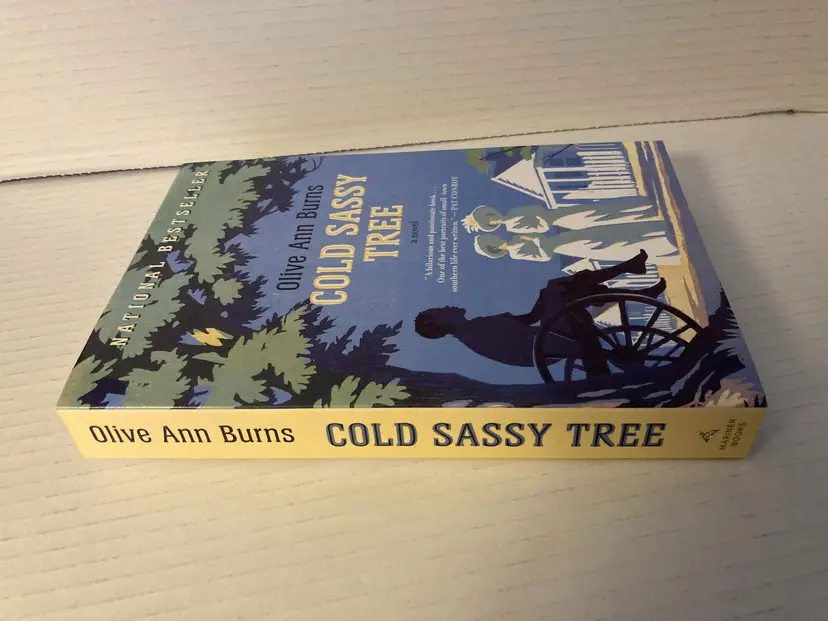 NATIONAL BESTSELLER
Olive Ann Burns
COLD SASSY
TREE
a novel
"A hilarious and passionate book . . .
One of the best portraits of small-town
southern life ever written." — PAT CONROY
Olive Ann Burns COLD SASSY TREE
MARINER
BOOKS